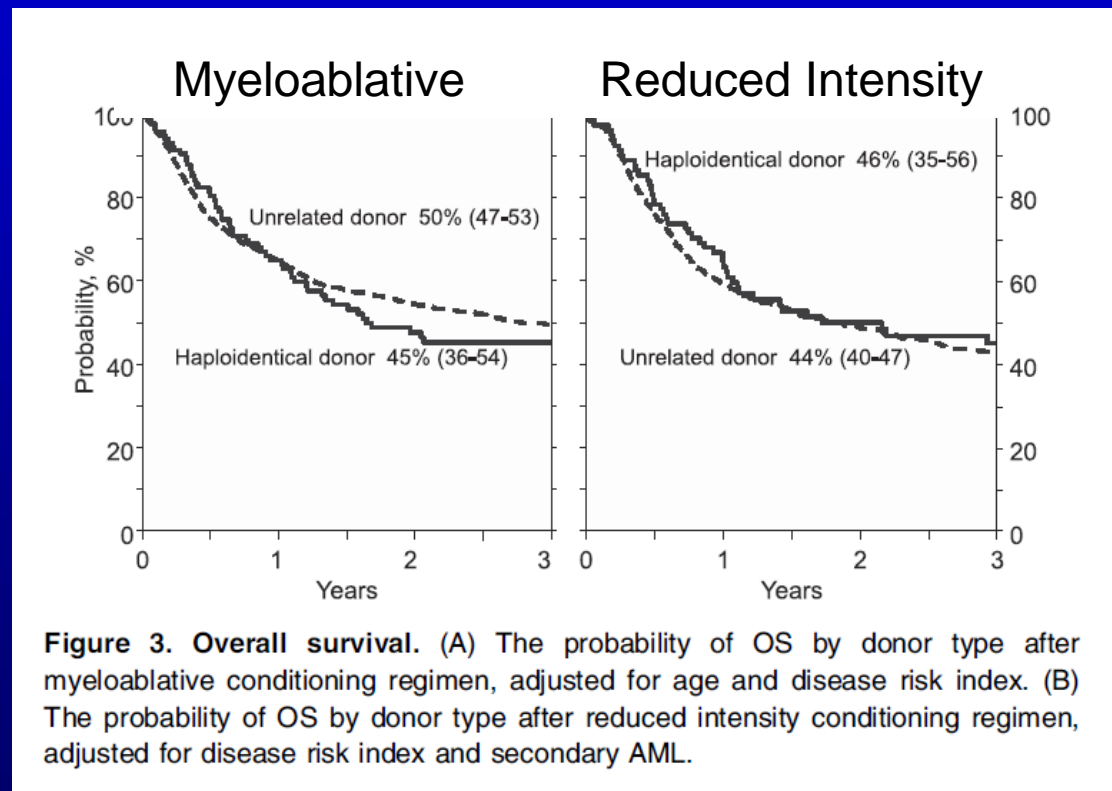 Myeloablative
Reduced Intensity
100
80
60
40
20
0
Probability, %
Unrelated donor 50% (47-53)
Haploidentical donor 45% (36-54)
0 1 2 3
Years
Haploidentical donor 46% (35-56)
Unrelated donor 44% (40-47)
100
80
60
40
20
0
0 1 2 3
Years
Figure 3. Overall survival. (A) The probability of OS by donor type after
myeloablative conditioning regimen, adjusted for age and disease risk index. (B)
The probability of OS by donor type after reduced intensity conditioning regimen,
adjusted for disease risk index and secondary AML.